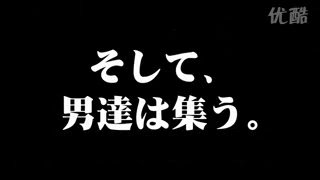 优酷
そして、
男達は集う。